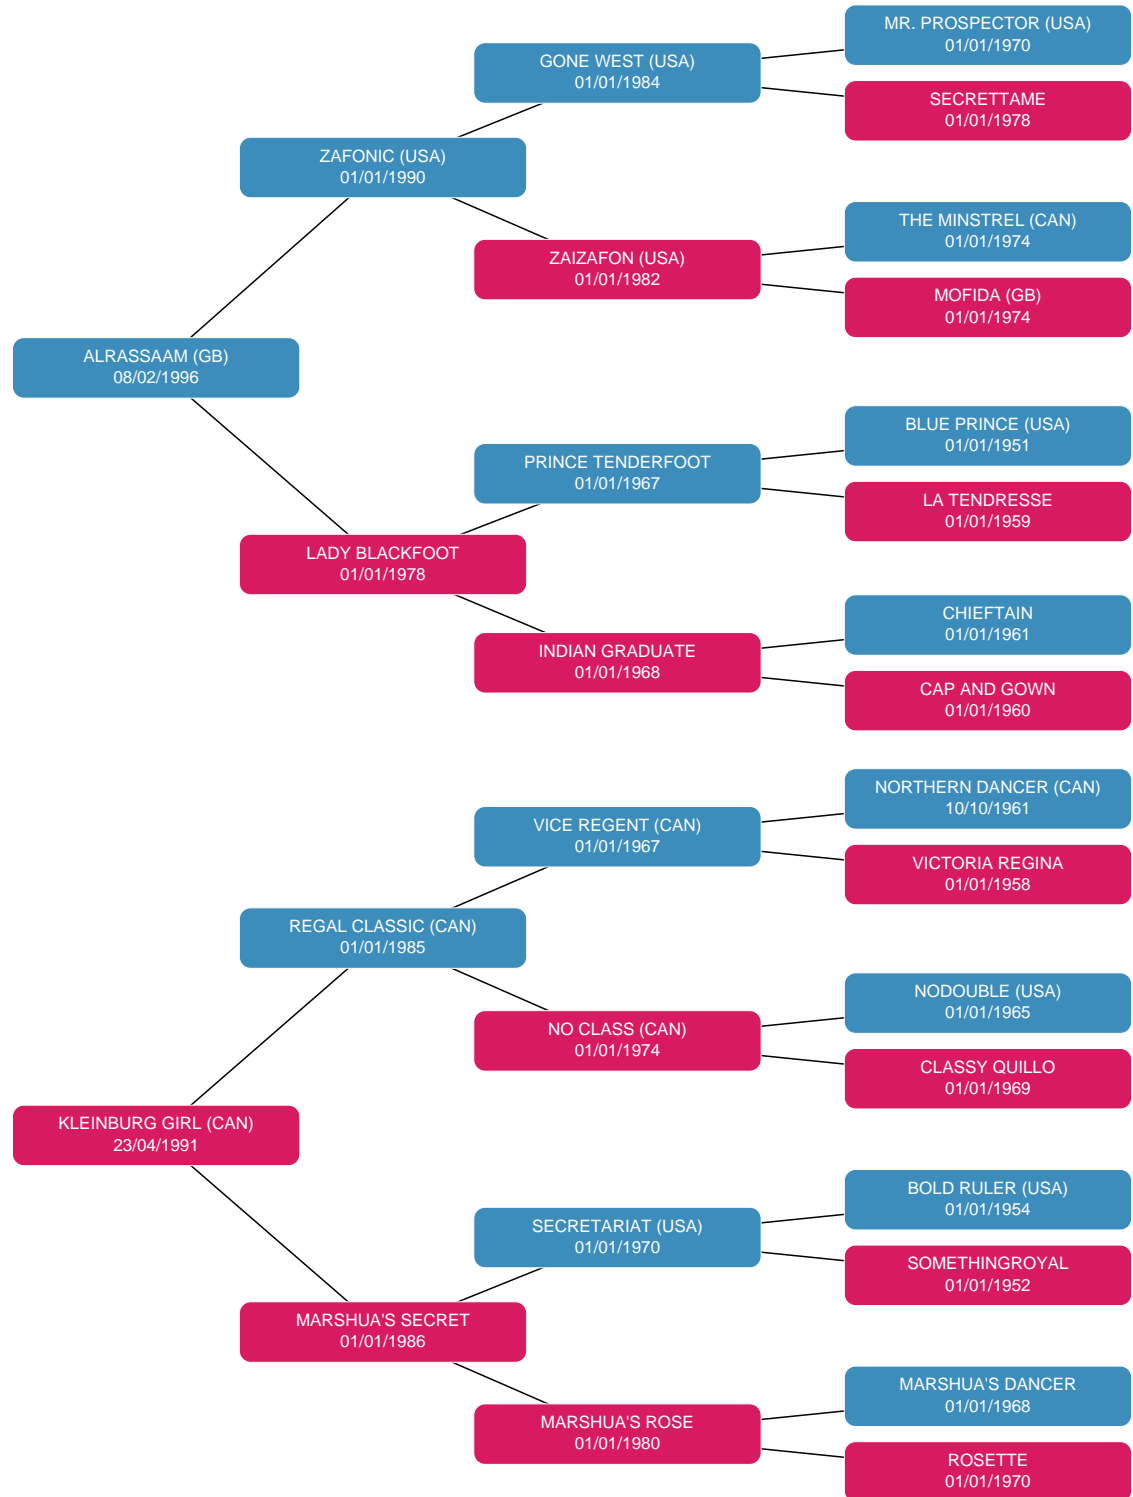 MR. PROSPECTOR (USA)
01/01/1970
GONE WEST (USA)
01/01/1984
SECRETTAME
01/01/1978
ZAFONIC (USA)
01/01/1990
THE MINSTREL (CAN)
01/01/1974
ZAIZAFON (USA)
01/01/1982
MOFIDA (GB)
01/01/1974
ALRASSAAM (GB)
08/02/1996
BLUE PRINCE (USA)
01/01/1951
PRINCE TENDERFOOT
01/01/1967
LA TENDRESSE
01/01/1959
LADY BLACKFOOT
01/01/1978
CHIEFTAIN
01/01/1961
INDIAN GRADUATE
01/01/1968
CAP AND GOWN
01/01/1960
NORTHERN DANCER (CAN)
10/10/1961
VICE REGENT (CAN)
01/01/1967
VICTORIA REGINA
01/01/1958
REGAL CLASSIC (CAN)
01/01/1985
NODOUBLE (USA)
01/01/1965
NO CLASS (CAN)
01/01/1974
CLASSY QUILLO
01/01/1969
KLEINBURG GIRL (CAN)
23/04/1991
BOLD RULER (USA)
01/01/1954
SECRETARIAT (USA)
01/01/1970
SOMETHINGROYAL
01/01/1952
MARSHUA'S SECRET
01/01/1986
MARSHUA'S DANCER
01/01/1968
MARSHUA'S ROSE
01/01/1980
ROSETTE
01/01/1970